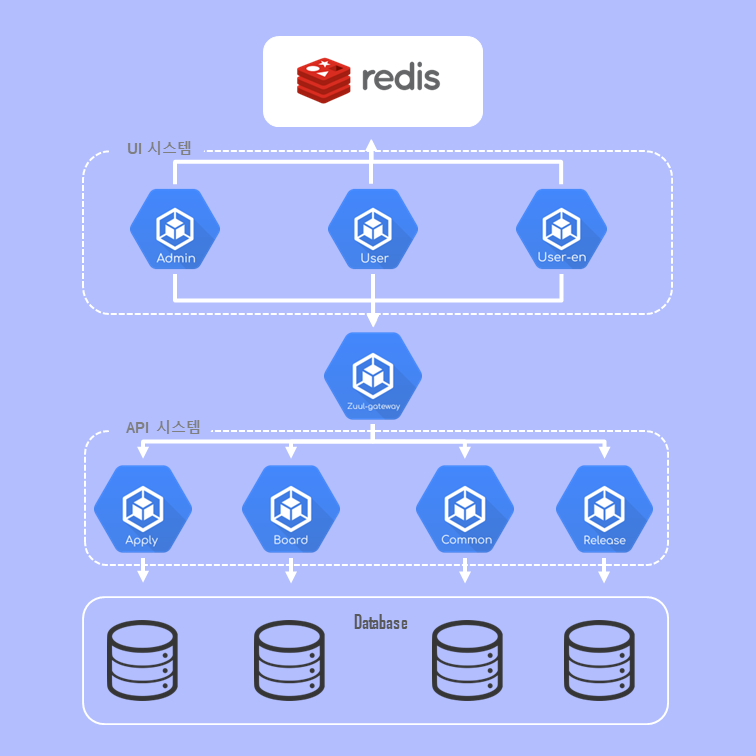 redis
UI 시스템
Admin
User
User-en
Zuul-gateway
API 시스템
Apply
Board
Common
Release
Database